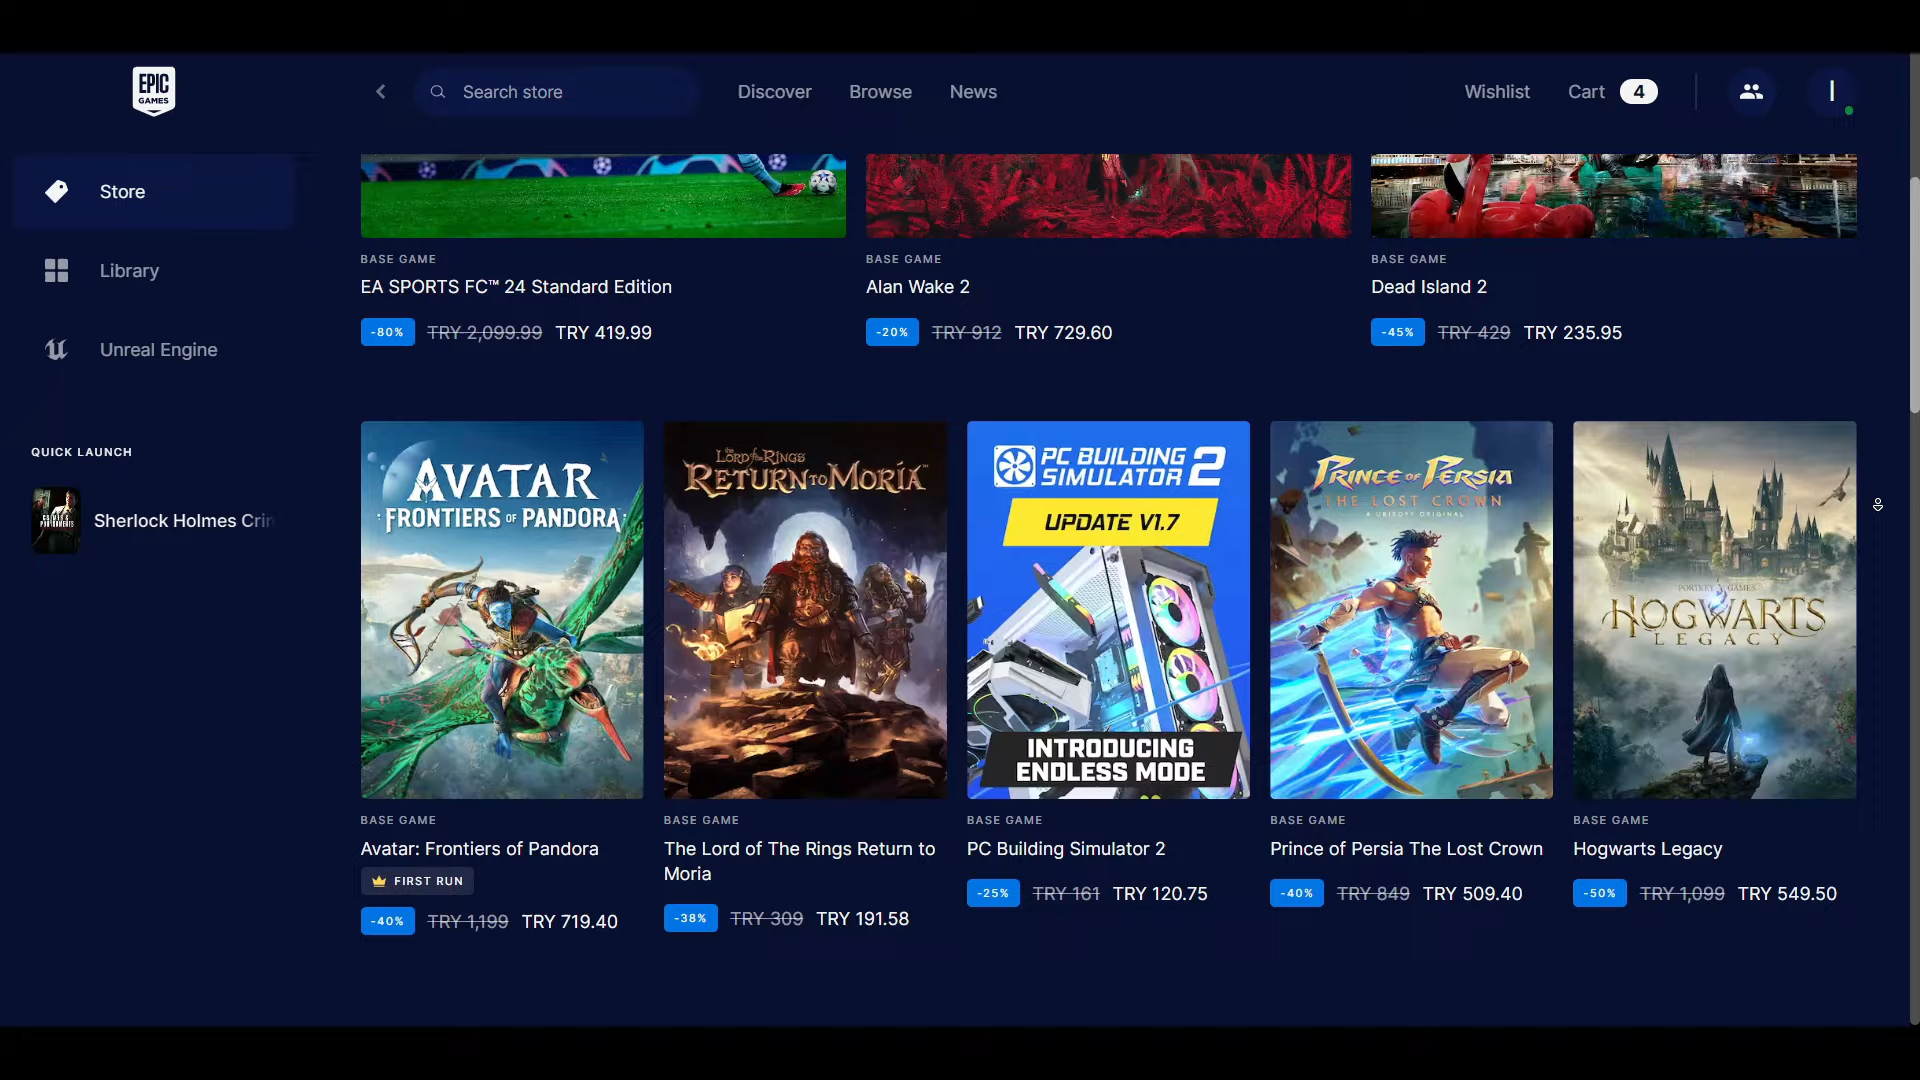 EPIC
GAMES
Search store
Discover
Browse
News
Wishlist
Cart
4
Store
Library
Unreal Engine
QUICK LAUNCH
Sherlock Holmes Crin
BASE GAME
EA SPORTS FC™ 24 Standard Edition
-80% TRY 2,099.99 TRY 419.99
BASE GAME
Alan Wake 2
-20% TRY 912 TRY 729.60
BASE GAME
Dead Island 2
-45% TRY 429 TRY 235.95
AVATAR
FRONTIERS OF PANDORA
BASE GAME
Avatar: Frontiers of Pandora
FIRST RUN
-40% TRY 1,199 TRY 719.40
THE LORD OF THE RINGS
RETURN TO MORIA™
BASE GAME
The Lord of The Rings Return to
Moria
-38% TRY 309 TRY 191.58
PC BUILDING
SIMULATOR 2
UPDATE V1.7
INTRODUCING
ENDLESS MODE
BASE GAME
PC Building Simulator 2
-25% TRY 161 TRY 120.75
PRINCE OF PERSIA
THE LOST CROWN
A UBISOFT ORIGINAL
BASE GAME
Prince of Persia The Lost Crown
-40% TRY 849 TRY 509.40
PORTKEY GAMES
HOGWARTS
LEGACY
BASE GAME
Hogwarts Legacy
-50% TRY 1,099 TRY 549.50